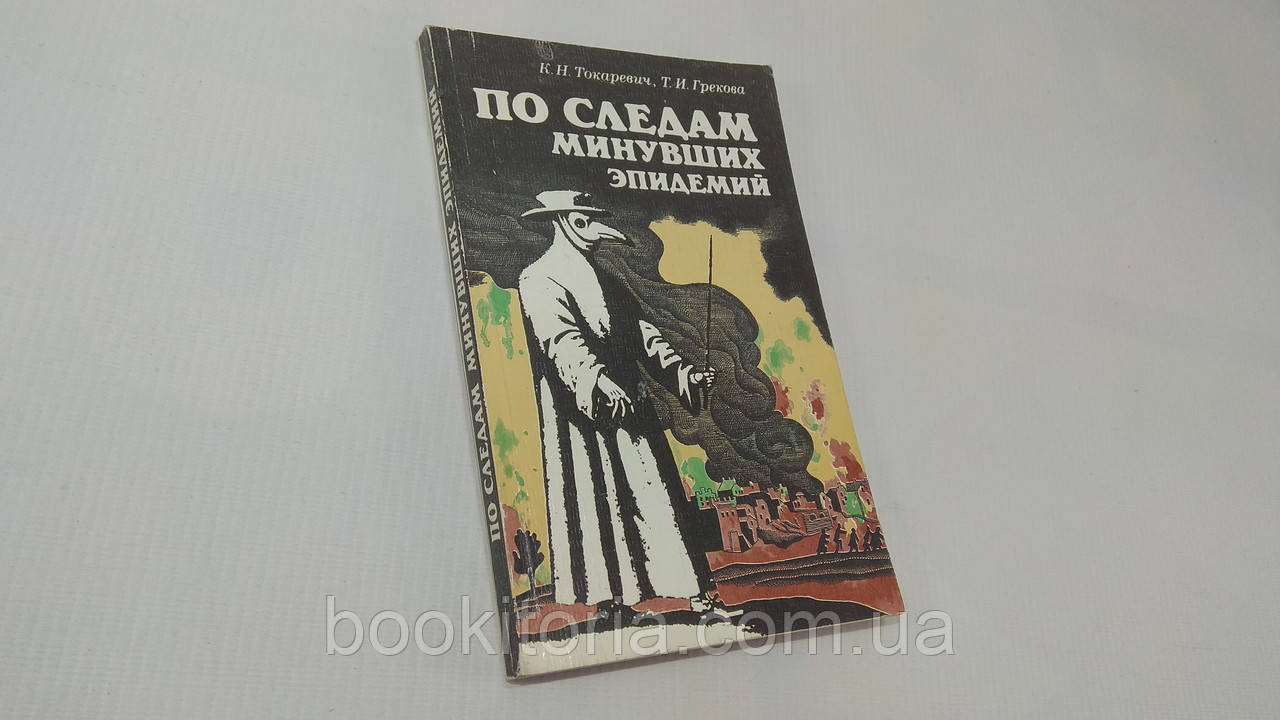 К. Н. Токаревич, Т. И. Грекова
ПО СЛЕДАМ
МИНУВШИХ
ЭПИДЕМИЙ
ПО СЛЕДАМ МИНУВШИХ ЭПИДЕМИЙ
bookitoria.com.ua